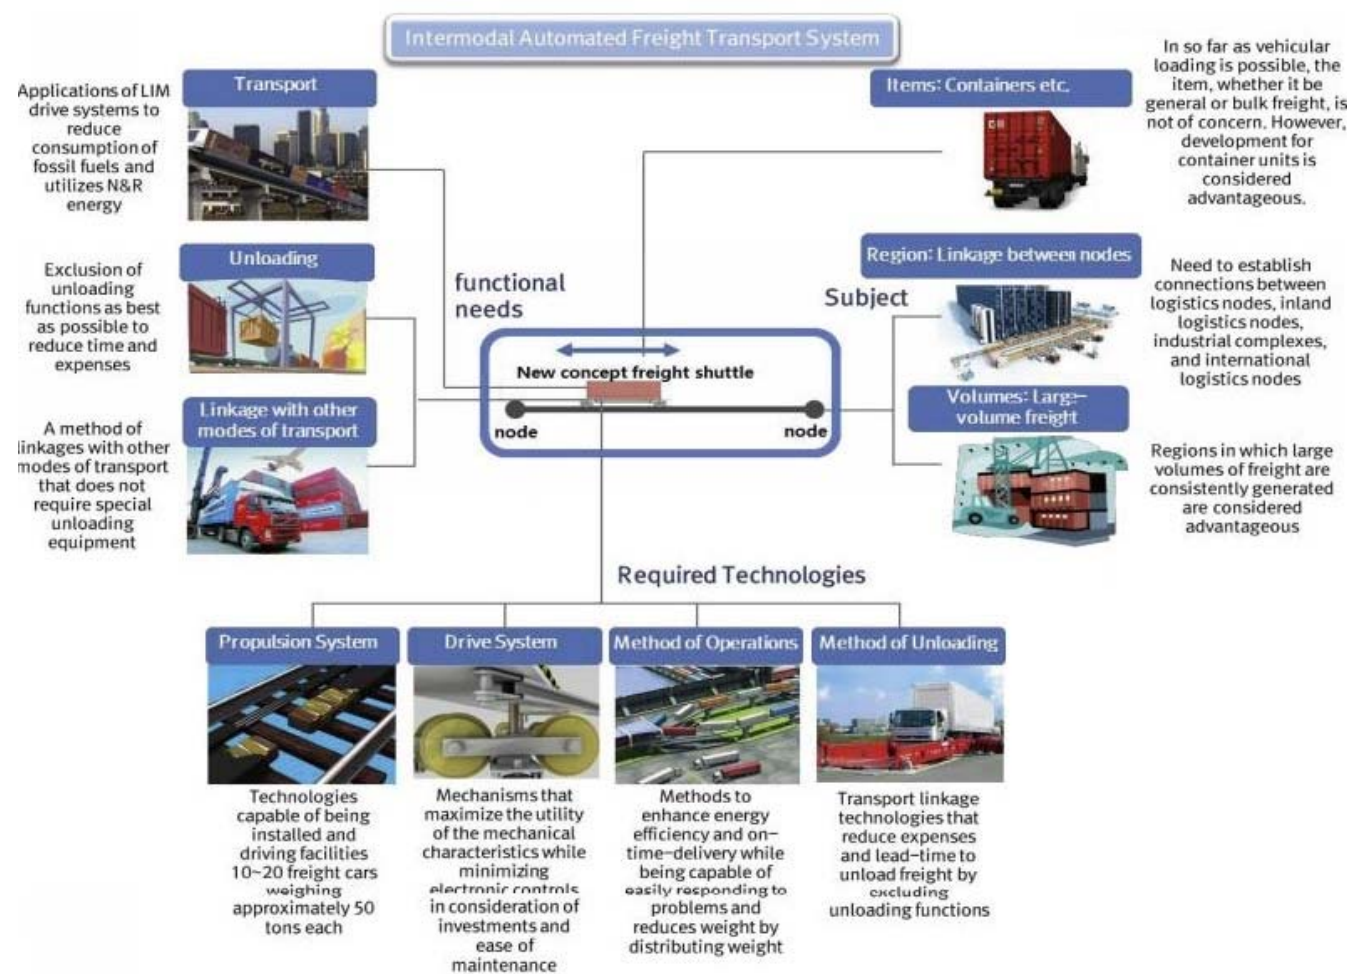 Intermodal Automated Freight Transport System
Transport
Applications of LIM
drive systems to
reduce
consumption of
fossil fuels and
utilizes N&R
energy
Unloading
Exclusion of
unloading
functions as best
as possible to
reduce time and
expenses
Linkage with other
modes of transport
A method of
linkages with other
modes of transport
that does not
require special
unloading
equipment
functional
needs
New concept freight shuttle
node
node
Subject
Items: Containers etc.
In so far as vehicular
loading is possible, the
item, whether it be
general or bulk freight, is
not of concern. However,
development for
container units is
considered
advantageous.
Region: Linkage between nodes
Need to establish
connections between
logistics nodes, inland
logistics nodes,
industrial complexes,
and international
logistics nodes
Volumes: Large-
volume freight
Regions in which large
volumes of freight are
consistently generated
are considered
advantageous
Required Technologies
Propulsion System
Technologies
capable of being
installed and
driving facilities
10~20 freight cars
weighing
approximately 50
tons each
Drive System
Mechanisms that
maximize the utility
of the mechanical
characteristics while
minimizing
electronic controls
in consideration of
investments and
ease of
maintenance
Method of Operations
Methods to
enhance energy
efficiency and on-
time-delivery while
being capable of
easily responding to
problems and
reduces weight by
distributing weight
Method of Unloading
Transport linkage
technologies that
reduce expenses
and lead-time to
unload freight by
excluding
unloading functions